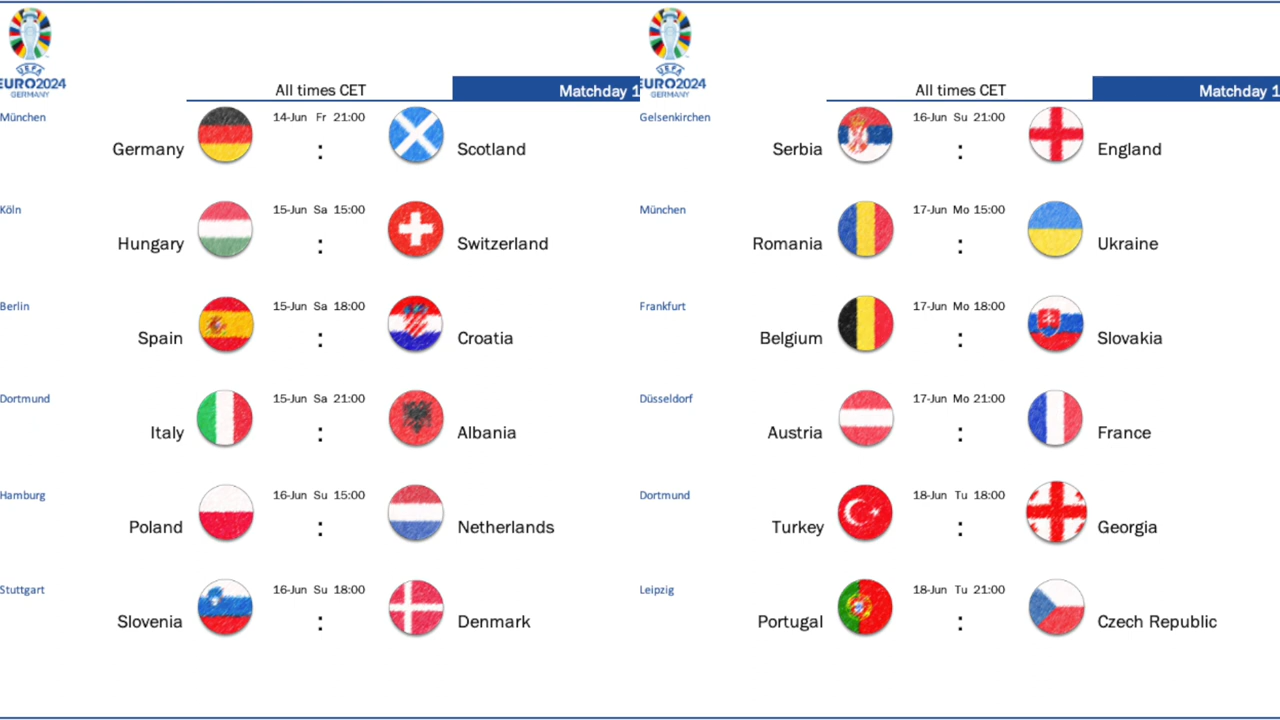 UEFA
EURO2024
GERMANY
All times CET
Matchday 1
München
14-Jun Fr 21:00
Germany : Scotland
Köln
15-Jun Sa 15:00
Hungary : Switzerland
Berlin
15-Jun Sa 18:00
Spain : Croatia
Dortmund
15-Jun Sa 21:00
Italy : Albania
Hamburg
16-Jun Su 15:00
Poland : Netherlands
Stuttgart
16-Jun Su 18:00
Slovenia : Denmark
UEFA
EURO2024
GERMANY
All times CET
Matchday 1
Gelsenkirchen
16-Jun Su 21:00
Serbia : England
München
17-Jun Mo 15:00
Romania : Ukraine
Frankfurt
17-Jun Mo 18:00
Belgium : Slovakia
Düsseldorf
17-Jun Mo 21:00
Austria : France
Dortmund
18-Jun Tu 18:00
Turkey : Georgia
Leipzig
18-Jun Tu 21:00
Portugal : Czech Republic